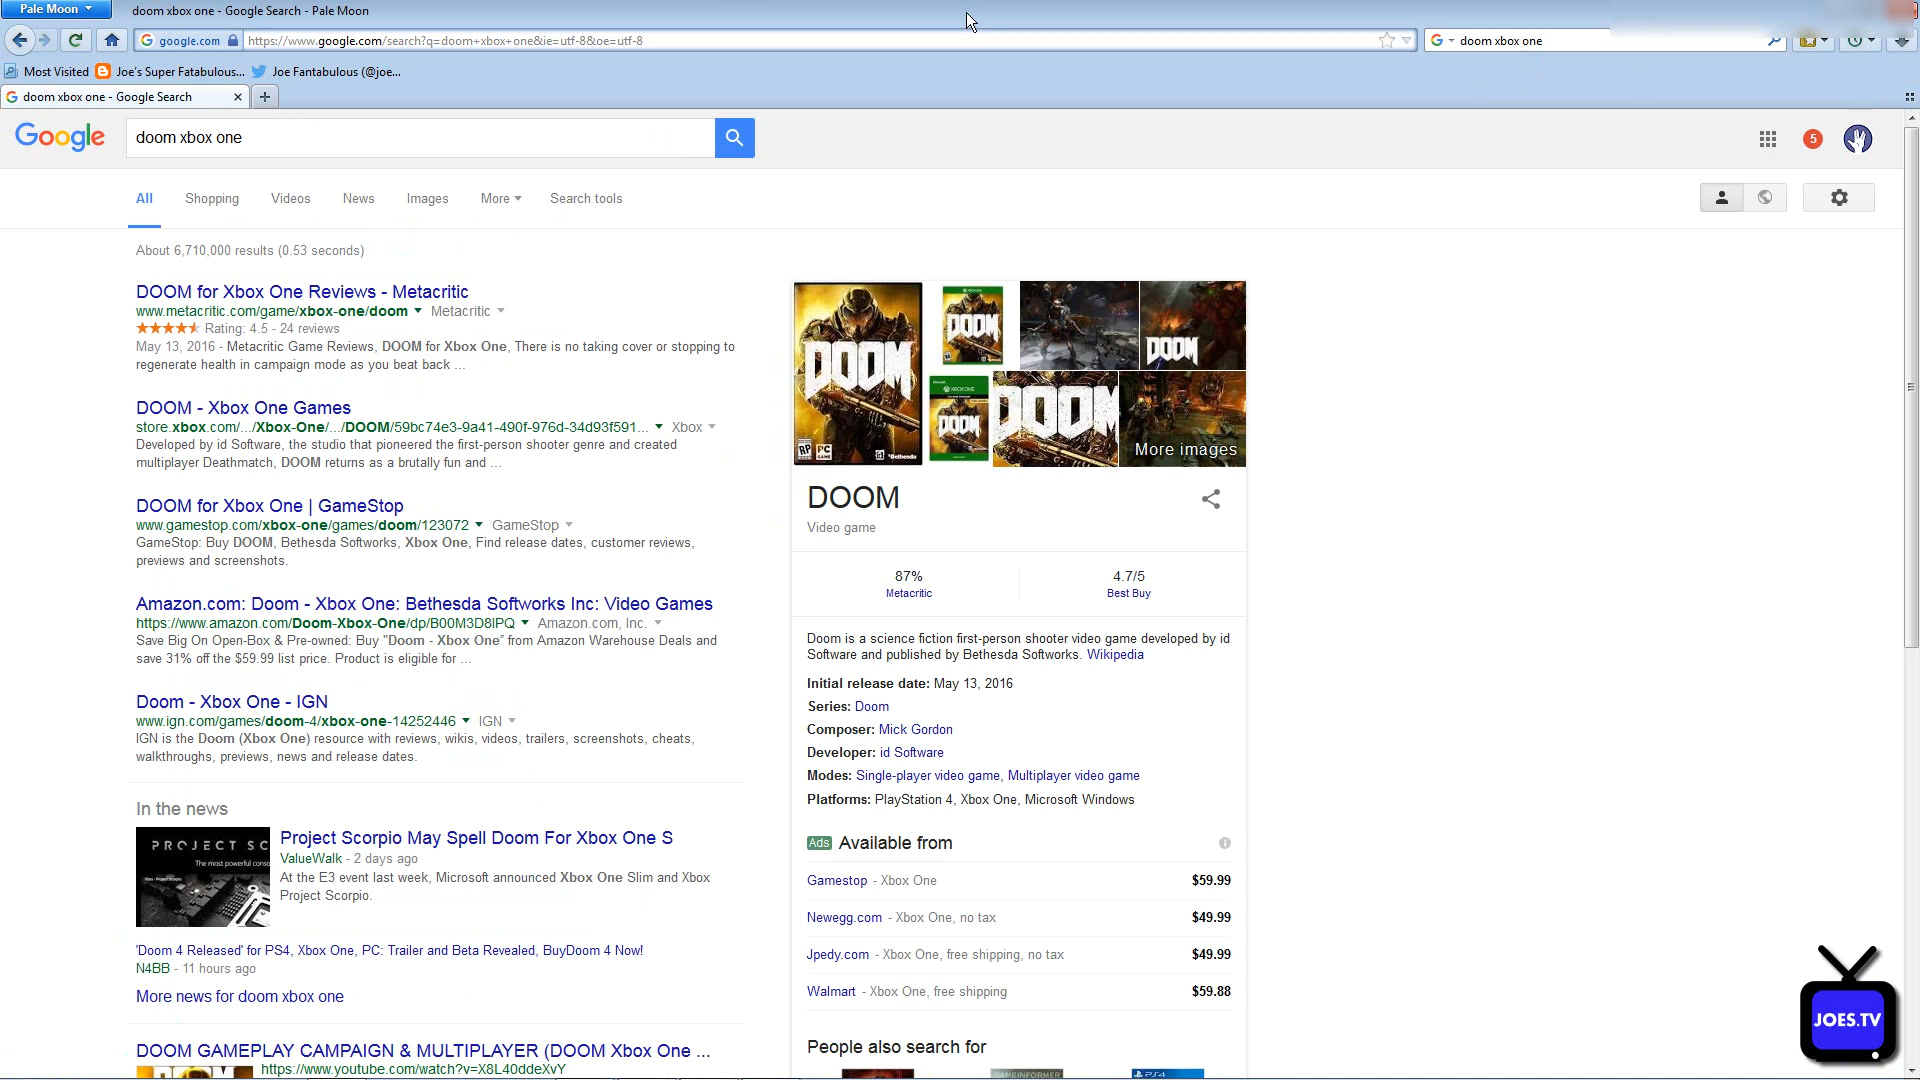 Pale Moon
doom xbox one - Google Search - Pale Moon
google.com
https://www.google.com/search?q=doom+xbox+one&ie=utf-8&oe=utf-8
doom xbox one
Most Visited
Joe's Super Fatabulous...
Joe Fantabulous (@joe...
doom xbox one - Google Search
Google
doom xbox one
5
All
Shopping
Videos
News
Images
More
Search tools
About 6,710,000 results (0.53 seconds)
DOOM for Xbox One Reviews - Metacritic
www.metacritic.com/game/xbox-one/doom Metacritic
Rating: 4.5 - 24 reviews
May 13, 2016 - Metacritic Game Reviews, DOOM for Xbox One, There is no taking cover or stopping to
regenerate health in campaign mode as you beat back ...
DOOM - Xbox One Games
store.xbox.com/.../Xbox-One/.../DOOM/59bc74e3-9a41-490f-976d-34d93f591... Xbox
Developed by id Software, the studio that pioneered the first-person shooter genre and created
multiplayer Deathmatch, DOOM returns as a brutally fun and ...
DOOM for Xbox One | GameStop
www.gamestop.com/xbox-one/games/doom/123072 GameStop
GameStop: Buy DOOM, Bethesda Softworks, Xbox One, Find release dates, customer reviews,
previews and screenshots.
Amazon.com: Doom - Xbox One: Bethesda Softworks Inc: Video Games
https://www.amazon.com/Doom-Xbox-One/dp/B00M3D8IPQ Amazon.com, Inc.
Save Big On Open-Box & Pre-owned: Buy "Doom - Xbox One" from Amazon Warehouse Deals and
save 31% off the $59.99 list price. Product is eligible for ...
Doom - Xbox One - IGN
www.ign.com/games/doom-4/xbox-one-14252446 IGN
IGN is the Doom (Xbox One) resource with reviews, wikis, videos, trailers, screenshots, cheats,
walkthroughs, previews, news and release dates.
In the news
PROJECT SC
The most powerful conso
Project Scorpio May Spell Doom For Xbox One S
ValueWalk - 2 days ago
At the E3 event last week, Microsoft announced Xbox One Slim and Xbox
Project Scorpio.
'Doom 4 Released' for PS4, Xbox One, PC: Trailer and Beta Revealed, BuyDoom 4 Now!
N4BB - 11 hours ago
More news for doom xbox one
DOOM GAMEPLAY CAMPAIGN & MULTIPLAYER (DOOM Xbox One ...
https://www.youtube.com/watch?v=X8L40ddeXvY
DOOM
RP
PC
GAME
Bethesda
DOOM
DOOM
XBOX ONE
DOOM
DOOM
More images
DOOM
Video game
87%
Metacritic
4.7/5
Best Buy
Doom is a science fiction first-person shooter video game developed by id
Software and published by Bethesda Softworks. Wikipedia
Initial release date: May 13, 2016
Series: Doom
Composer: Mick Gordon
Developer: id Software
Modes: Single-player video game, Multiplayer video game
Platforms: PlayStation 4, Xbox One, Microsoft Windows
Ads Available from
Gamestop - Xbox One $59.99
Newegg.com - Xbox One, no tax $49.99
Jpedy.com - Xbox One, free shipping, no tax $49.99
Walmart - Xbox One, free shipping $59.88
People also search for
GAMEINFORMER
PS4
JOES.TV